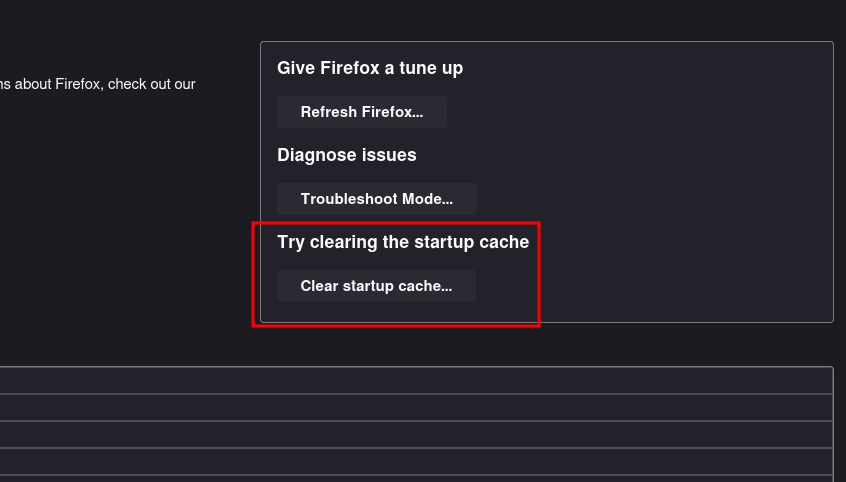 Give Firefox a tune up
ns about Firefox, check out our
Refresh Firefox...
Diagnose issues
Troubleshoot Mode...
Try clearing the startup cache
Clear startup cache...